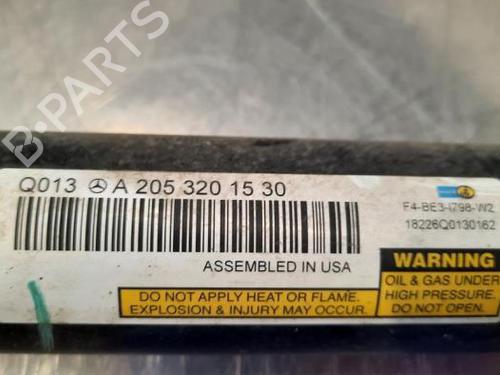 Q013 A 205 320 15 30
F4-BE3-I798-W2
18226Q0130162
ASSEMBLED IN USA
DO NOT APPLY HEAT OR FLAME.
EXPLOSION & INJURY MAY OCCUR.
WARNING
OIL & GAS UNDER
HIGH PRESSURE.
DO NOT OPEN.
B-PARTS